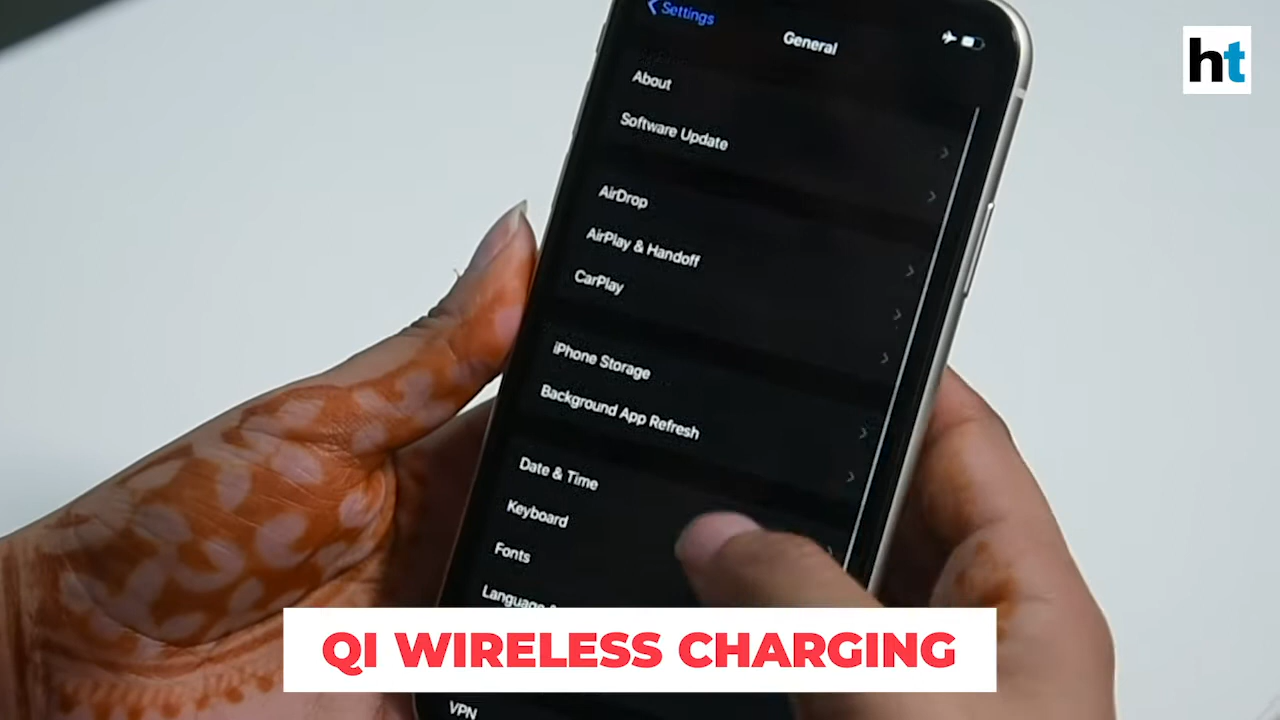 Settings
General
ht
About
Software Update
AirDrop
AirPlay & Handoff
CarPlay
iPhone Storage
Background App Refresh
Date & Time
Keyboard
Fonts
Language &
QI WIRELESS CHARGING
VPN